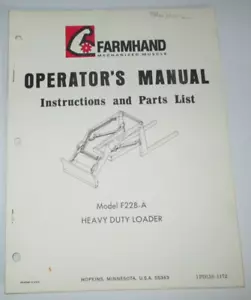 FARMHAND
MECHANIZED MUSCLE
OPERATOR'S MANUAL
Instructions and Parts List
Model F228-A
HEAVY DUTY LOADER
HOPKINS, MINNESOTA, U.S.A. 55343